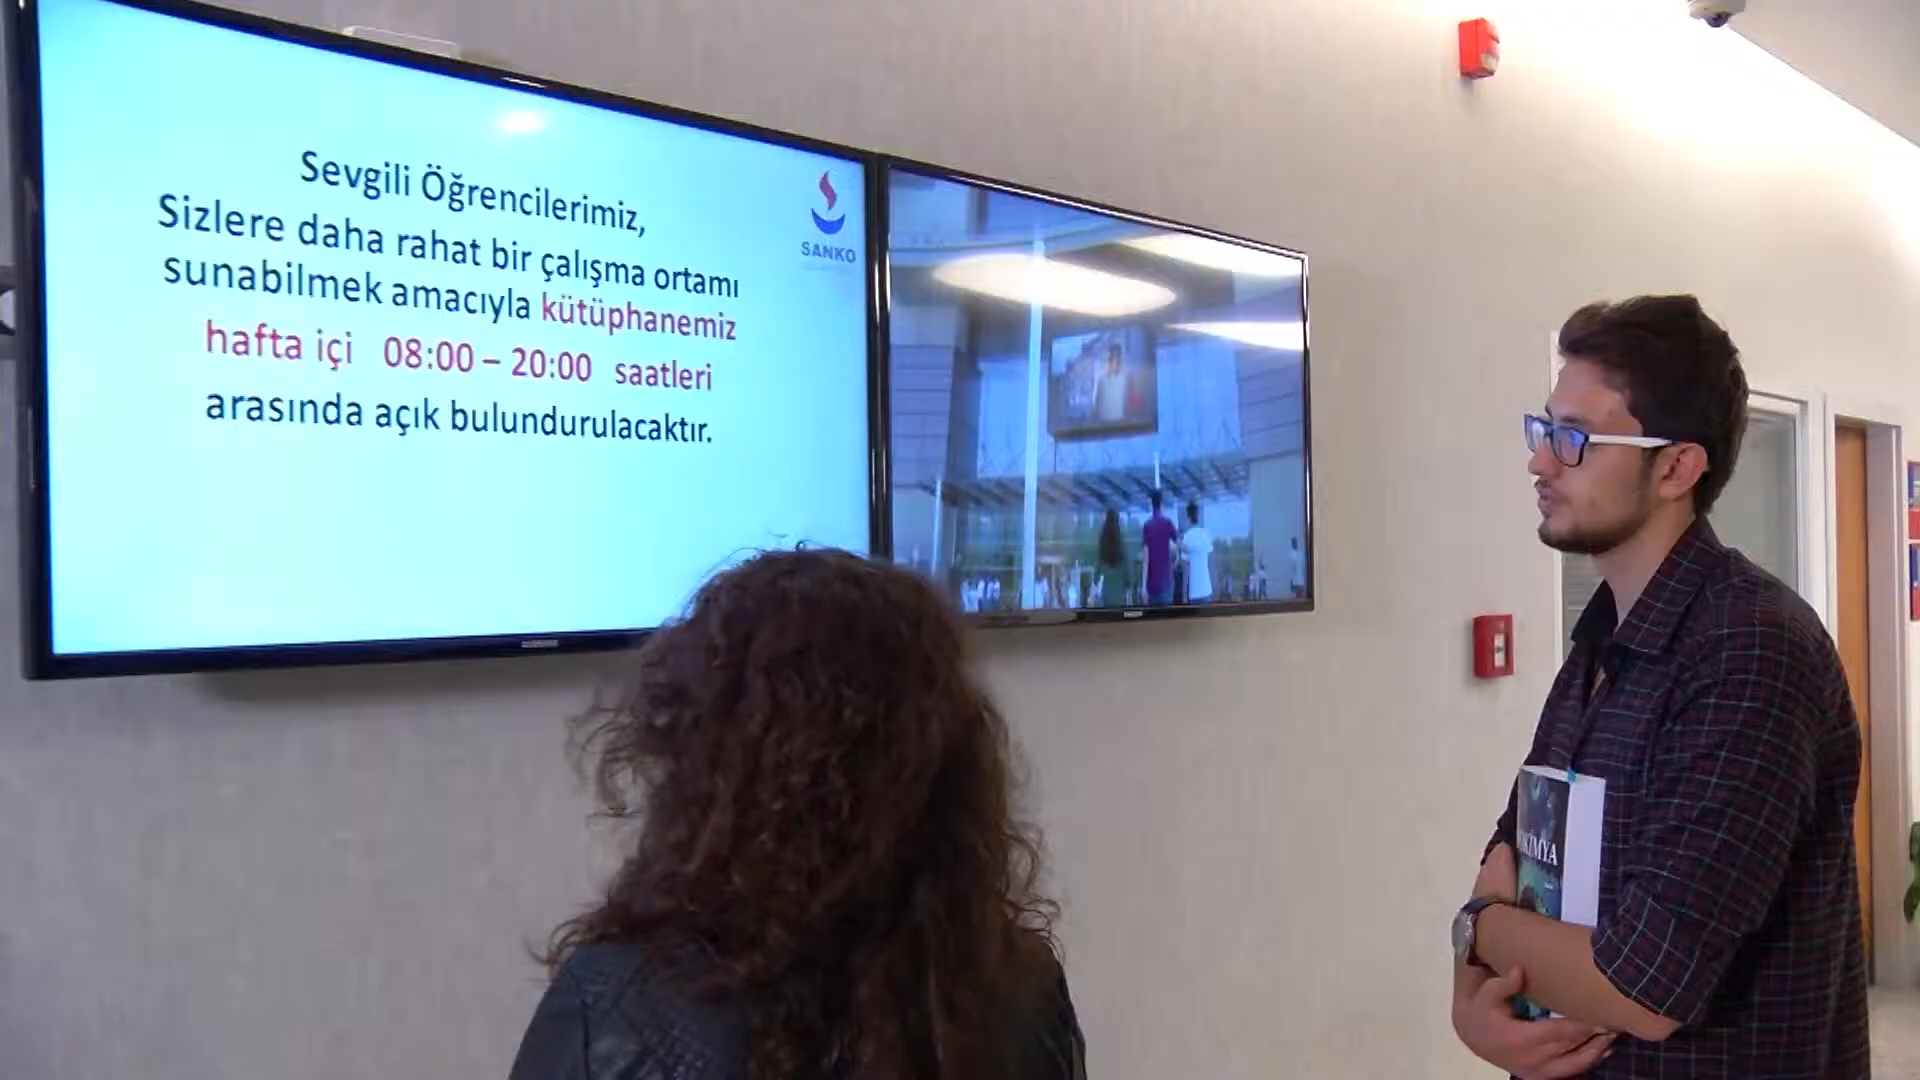 Sevgili Öğrencilerimiz,
Sizlere daha rahat bir çalışma ortamı
sunabilmek amacıyla kütüphanemiz
hafta içi 08:00 – 20:00 saatleri
arasında açık bulundurulacaktır.
SANKO